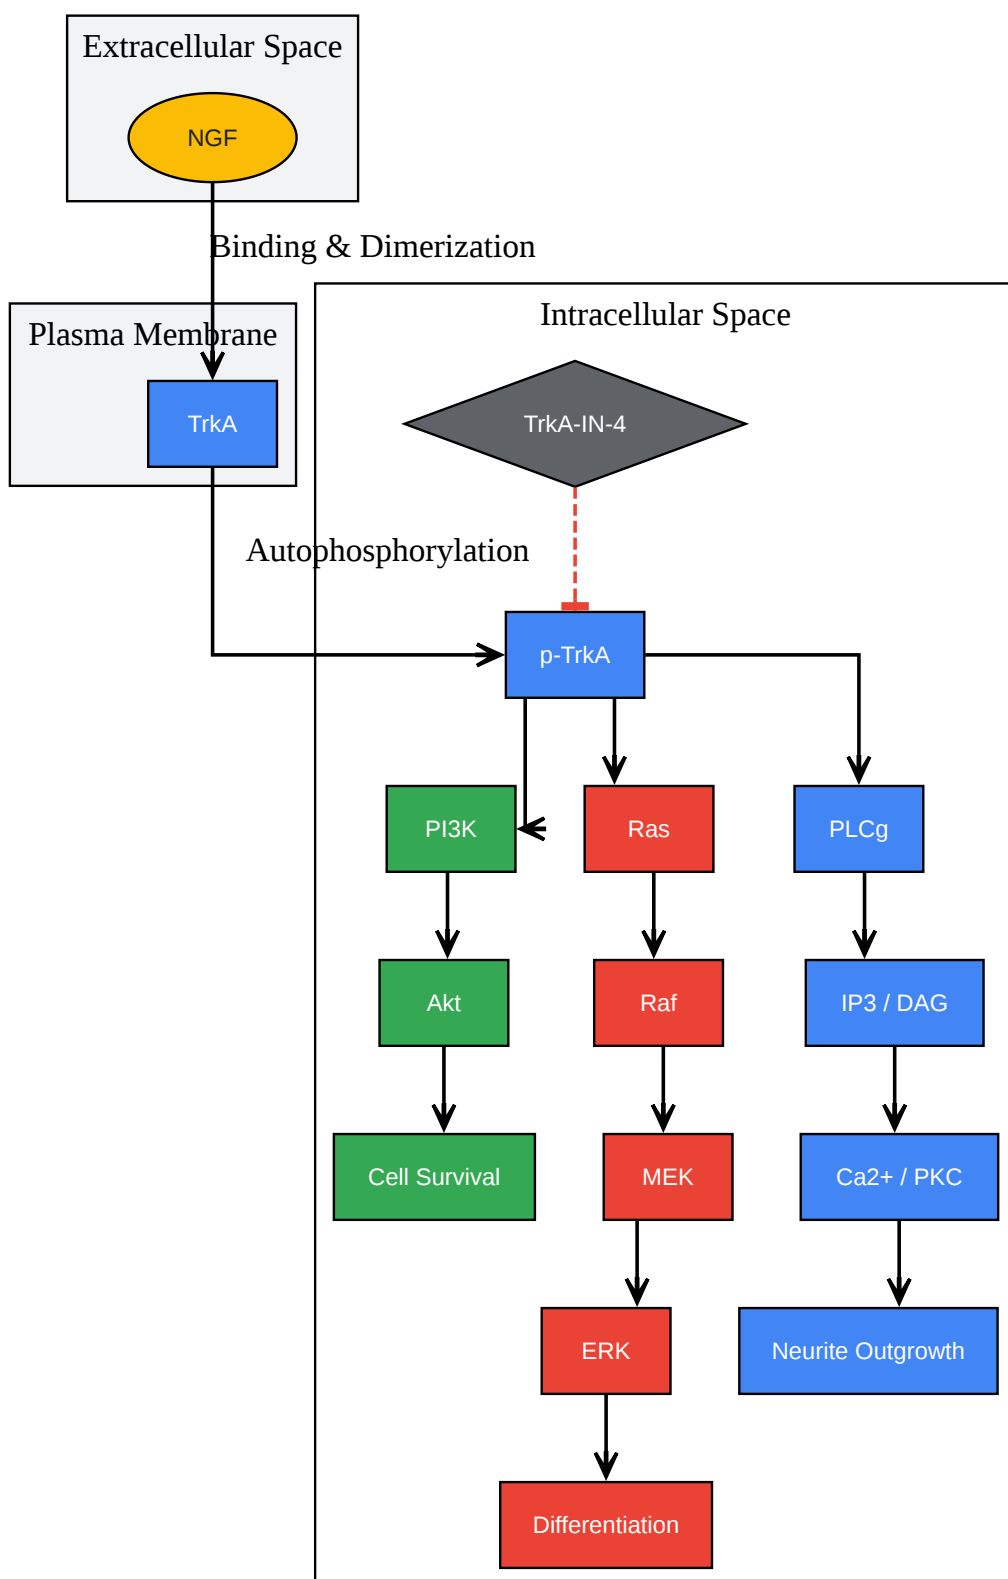 Extracellular Space
NGF
Binding & Dimerization
Plasma Membrane
TrkA
Intracellular Space
TrkA-IN-4
Autophosphorylation
p-TrkA
PI3K
Ras
PLCg
Akt
Raf
IP3 / DAG
Cell Survival
MEK
Ca2+ / PKC
ERK
Neurite Outgrowth
Differentiation